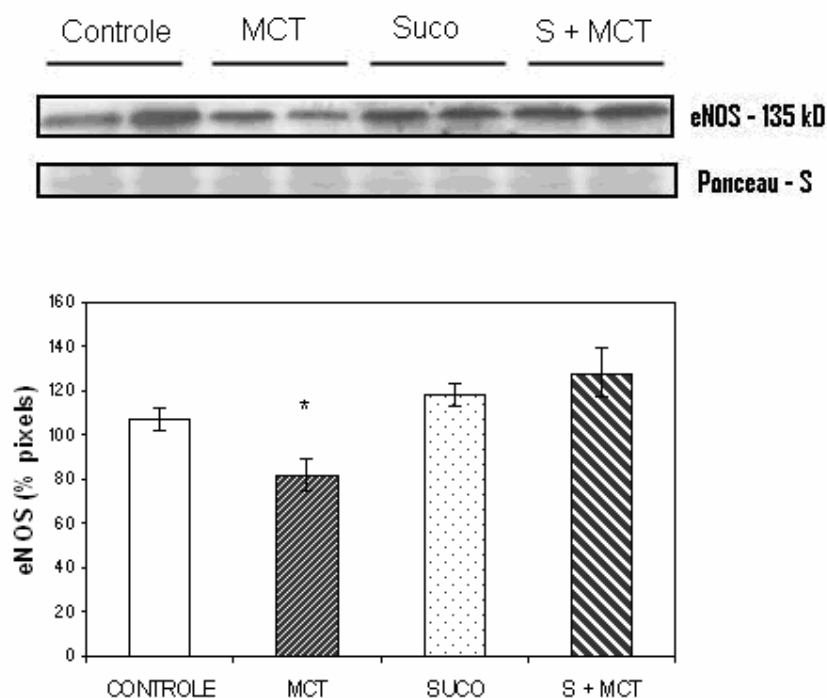 Controle MCT Suco S + MCT
eNOS - 135 kD
Ponceau - S
160
140
120
100
80
60
40
20
0
eNOS (% pixels)
*
CONTROLE MCT SUCO S + MCT